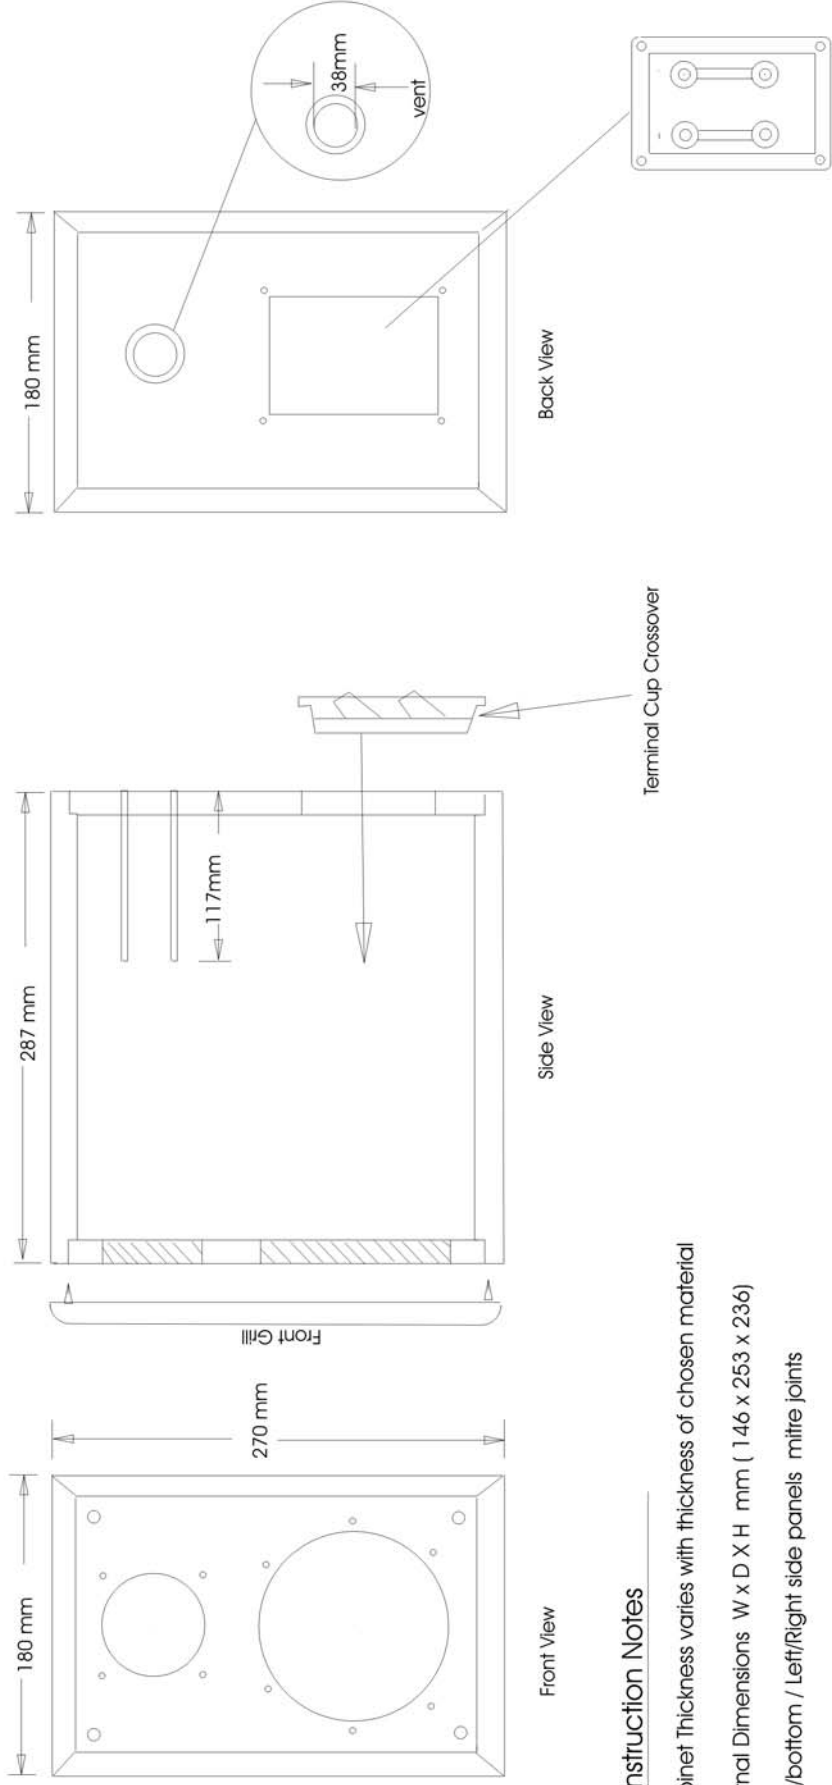 180 mm
287 mm
180 mm
270 mm
Front Grill
117mm
38mm
vent
Front View
Side View
Back View
Terminal Cup Crossover
nstruction Notes
binet Thickness varies with thickness of chosen material
nal Dimensions W x D X H mm ( 146 x 253 x 236)
/bottom / Left/Right side panels mitre joints